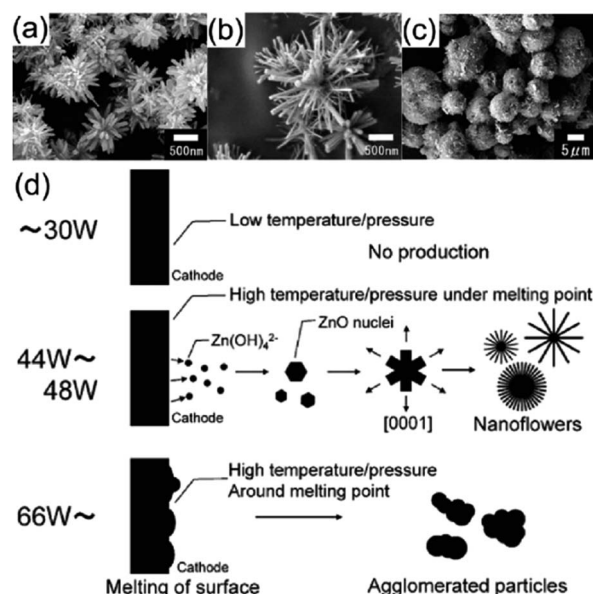 (a)
500nm
(b)
500nm
(c)
5μm
(d)
~30W
Low temperature/pressure
No production
Cathode
High temperature/pressure under melting point
44W~
48W
Zn(OH)₄²⁻
ZnO nuclei
Cathode
[0001]
Nanoflowers
66W~
High temperature/pressure
Around melting point
Cathode
Melting of surface
Agglomerated particles